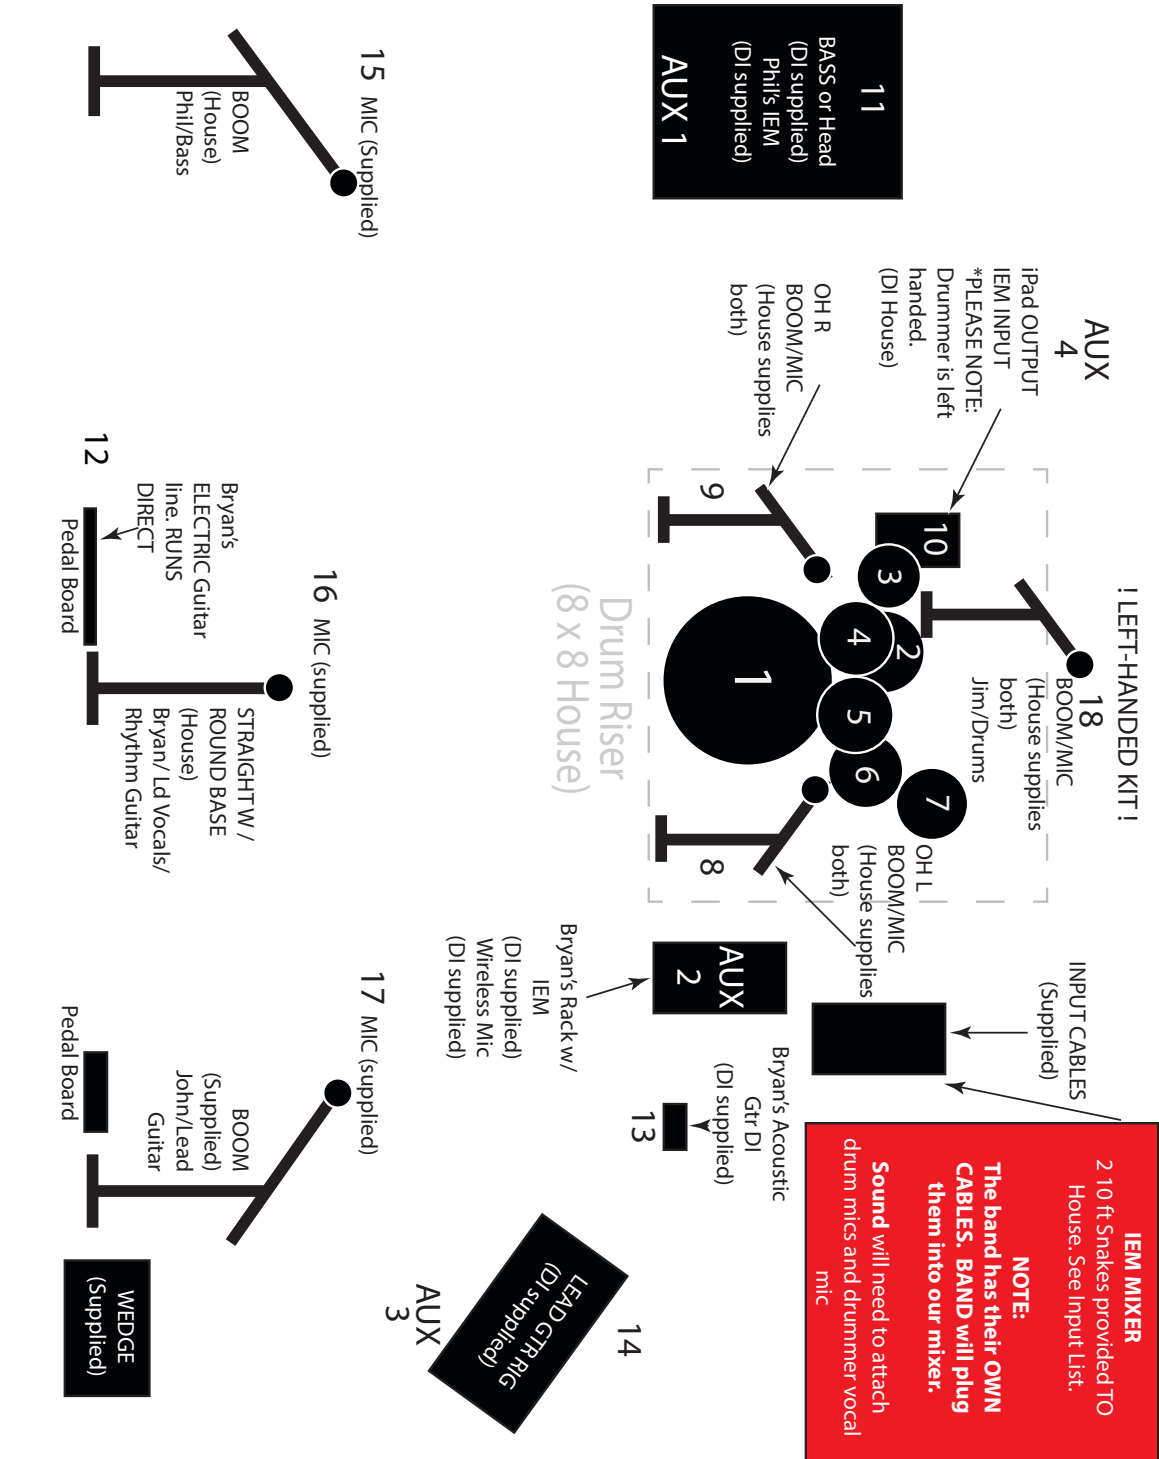 ! LEFT-HANDED KIT !
AUX
4
iPad OUTPUT
IEM INPUT
*PLEASE NOTE:
Drummer is left
handed.
(DI House)
11
BASS or Head
(DI supplied)
Phil's IEM
(DI supplied)
AUX 1
OH R
BOOM/MIC
(House supplies
both)
9
10
3
2
4
1
5
6
7
8
18
BOOM/MIC
(House supplies
both)
Jim/Drums
OH L
BOOM/MIC
(House supplies
both)
Drum Riser
(8 x 8 House)
INPUT CABLES
(Supplied)
IEM MIXER
2 10 ft Snakes provided TO
House. See Input List.
NOTE:
The band has their OWN
CABLES. BAND will plug
them into our mixer.
Sound will need to attach
drum mics and drummer vocal
mic
AUX
2
Bryan's Rack w/
IEM
(DI supplied)
Wireless Mic
(DI supplied)
Bryan's Acoustic
Gtr DI
(DI supplied)
13
14
LEAD GTR RIG
(DI supplied)
AUX
3
15 MIC (Supplied)
BOOM
(House)
Phil/Bass
16 MIC (supplied)
STRAIGHT W /
ROUND BASE
(House)
Bryan/ Ld Vocals/
Rhythm Guitar
Bryan's
ELECTRIC Guitar
line. RUNS
DIRECT
12
Pedal Board
17 MIC (supplied)
BOOM
(Supplied)
John/Lead
Guitar
Pedal Board
WEDGE
(Supplied)